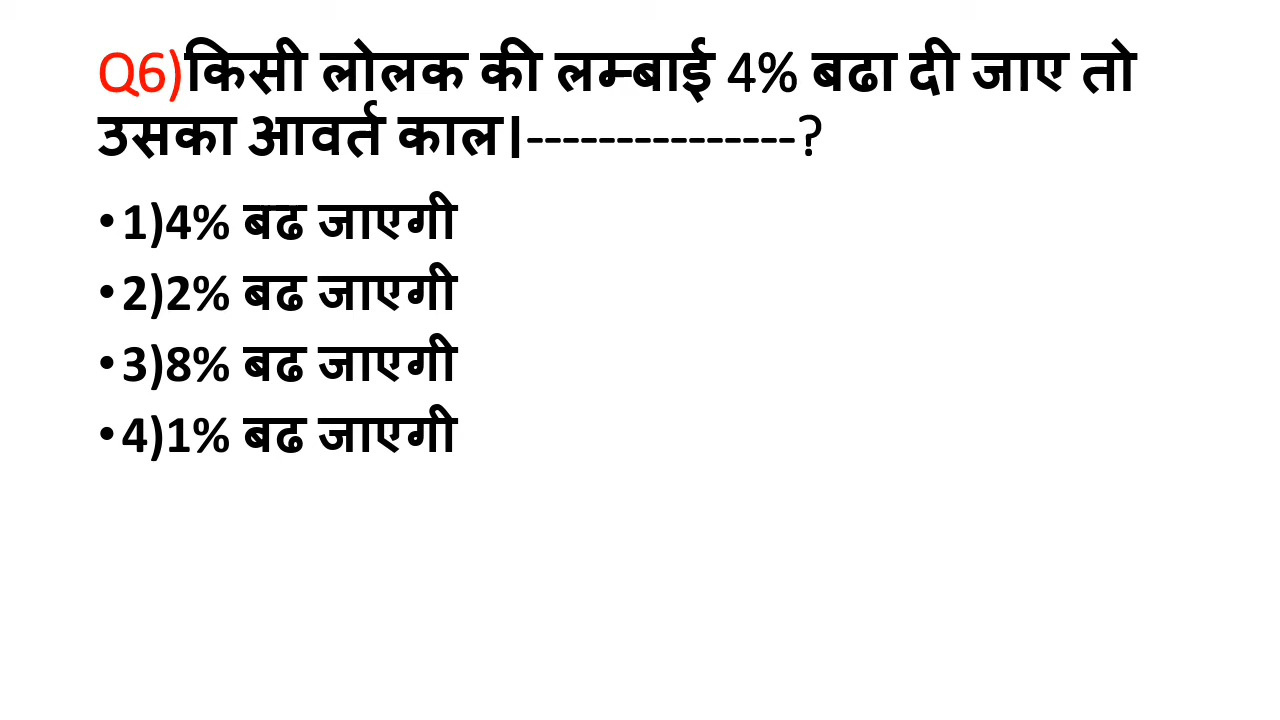 Q6)किसी लोलक की लम्बाई 4% बढा दी जाए तो
उसका आवर्त काल।---------------?
•1)4% बढ जाएगी
•2)2% बढ जाएगी
•3)8% बढ जाएगी
•4)1% बढ जाएगी